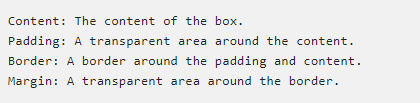 Content: The content of the box.
Padding: A transparent area around the content.
Border: A border around the padding and content.
Margin: A transparent area around the border.